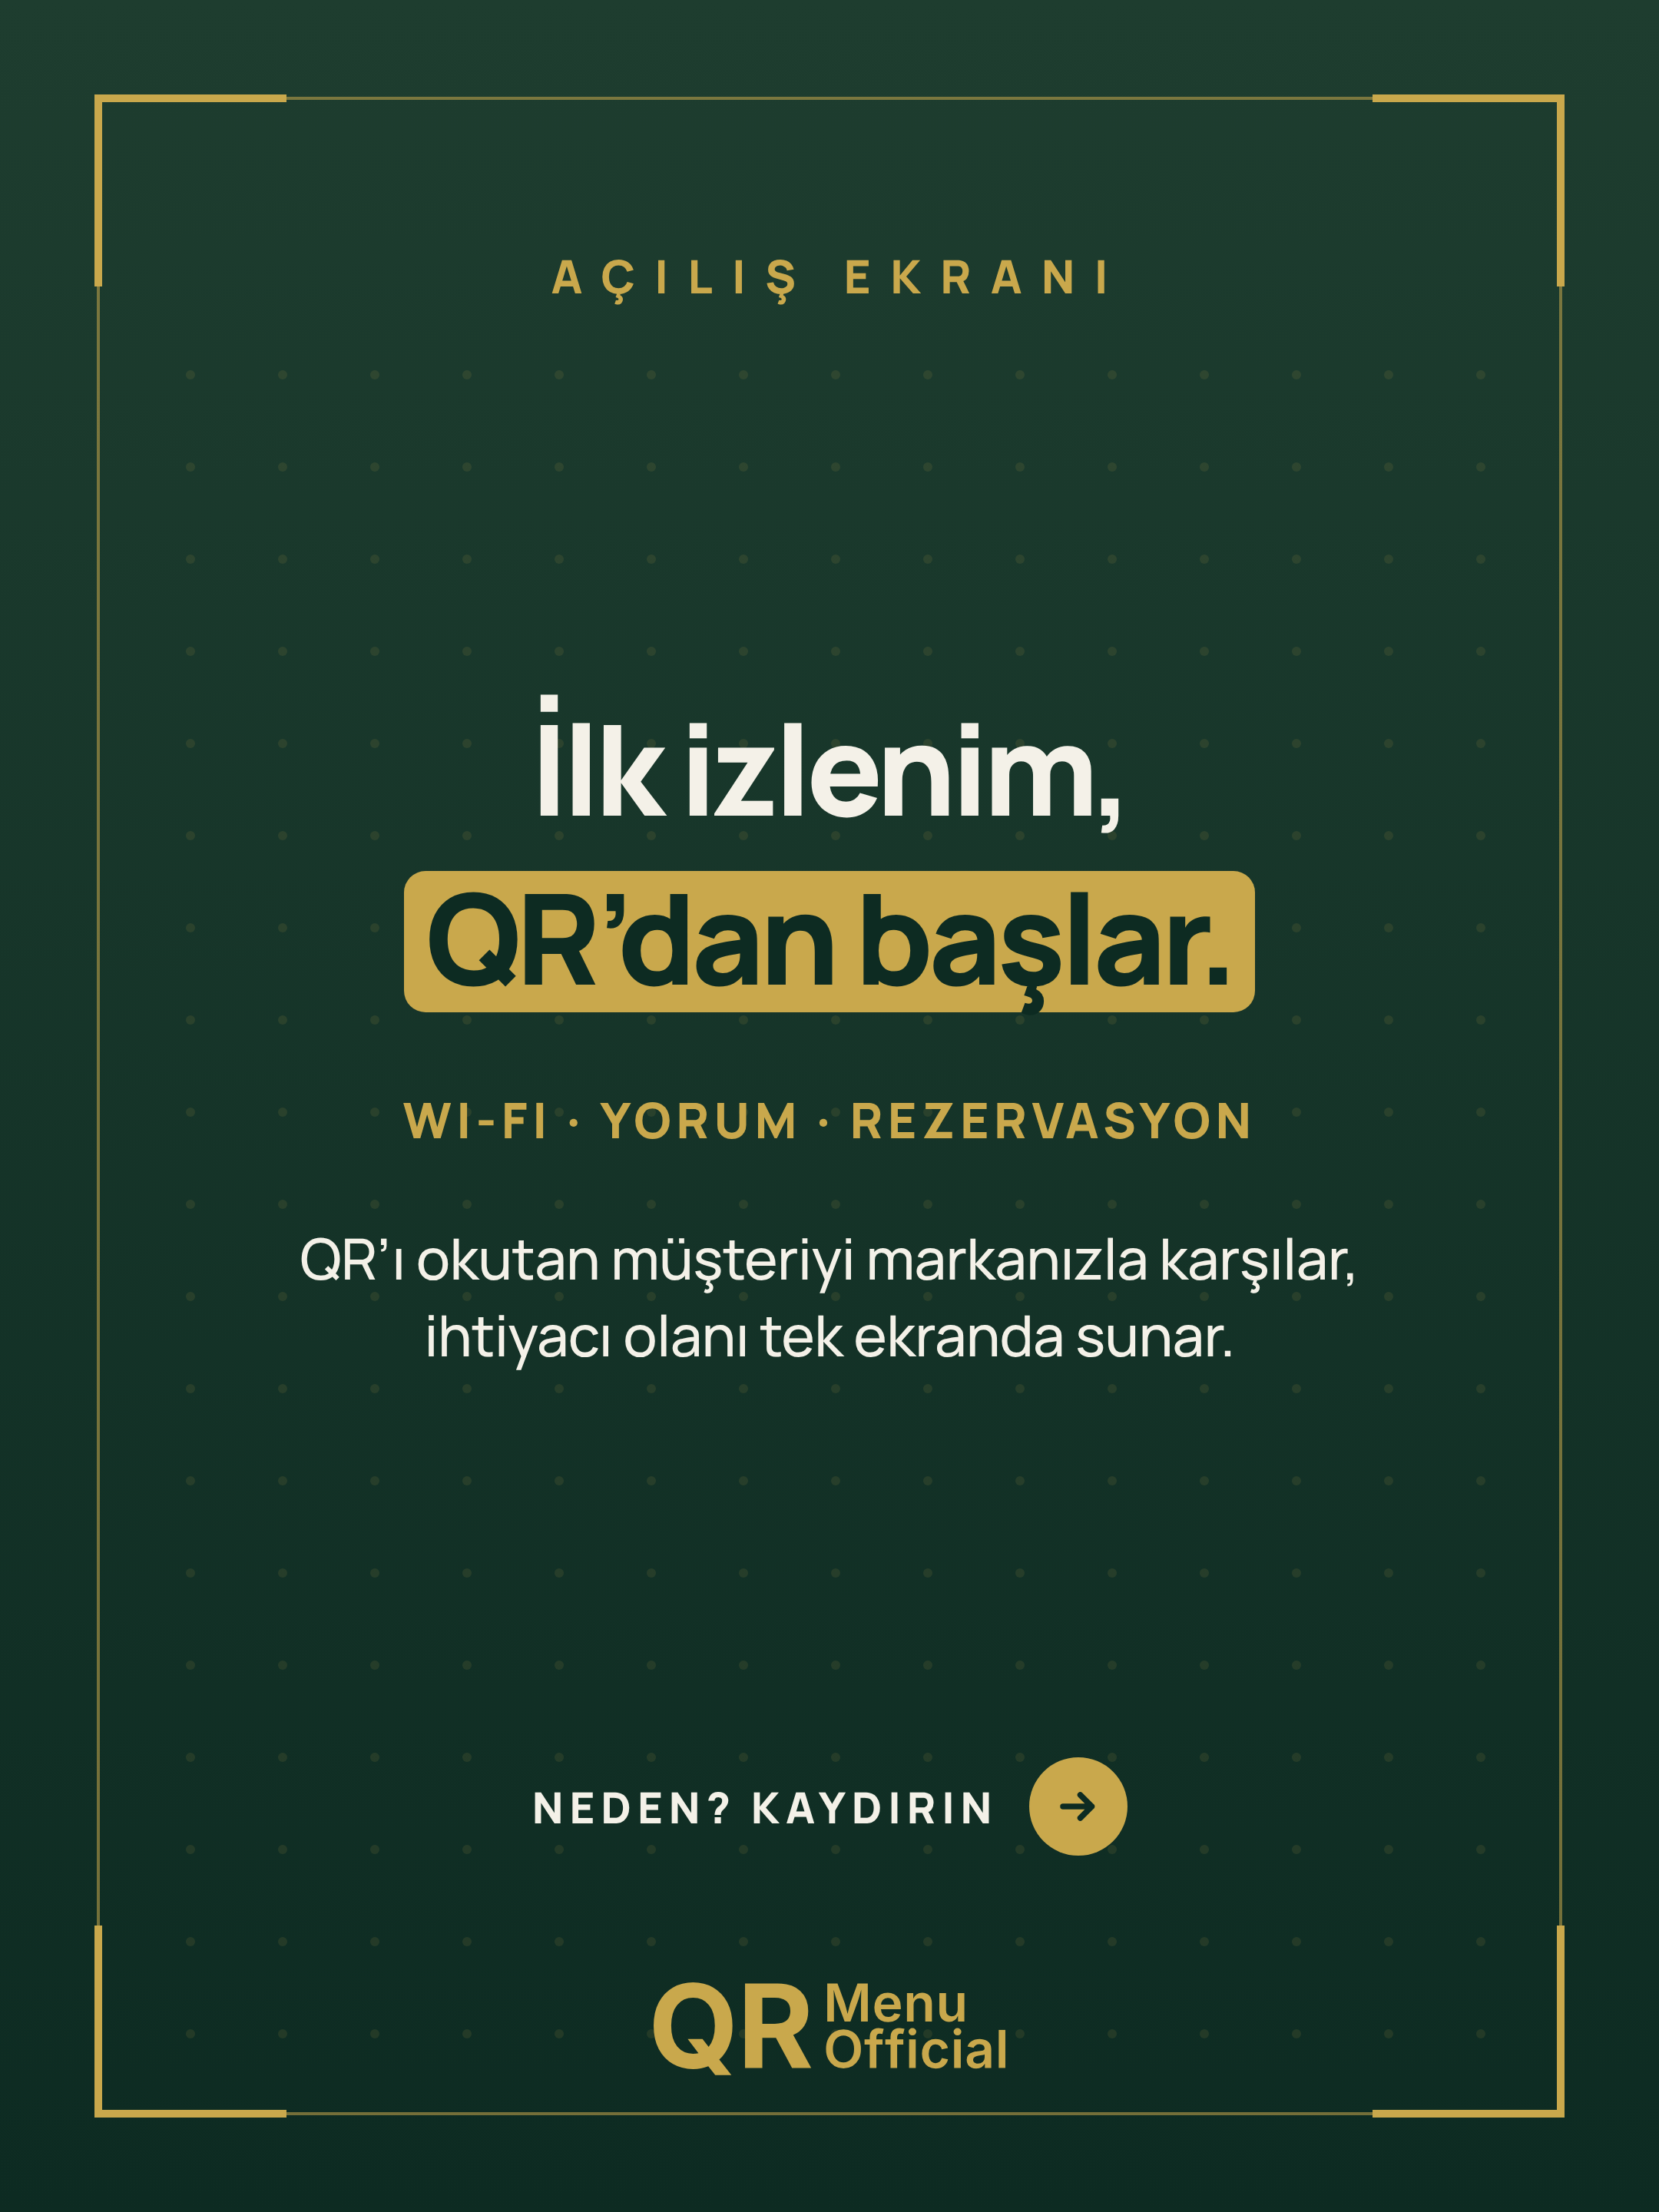 AÇILIŞ EKRANI
İlk izlenim,
QR’dan başlar.
WI-FI · YORUM · REZERVASYON
QR’ı okutan müşteriyi markanızla karşılar,
ihtiyacı olanı tek ekranda sunar.
NEDEN? KAYDIRIN
QR Menu
Official